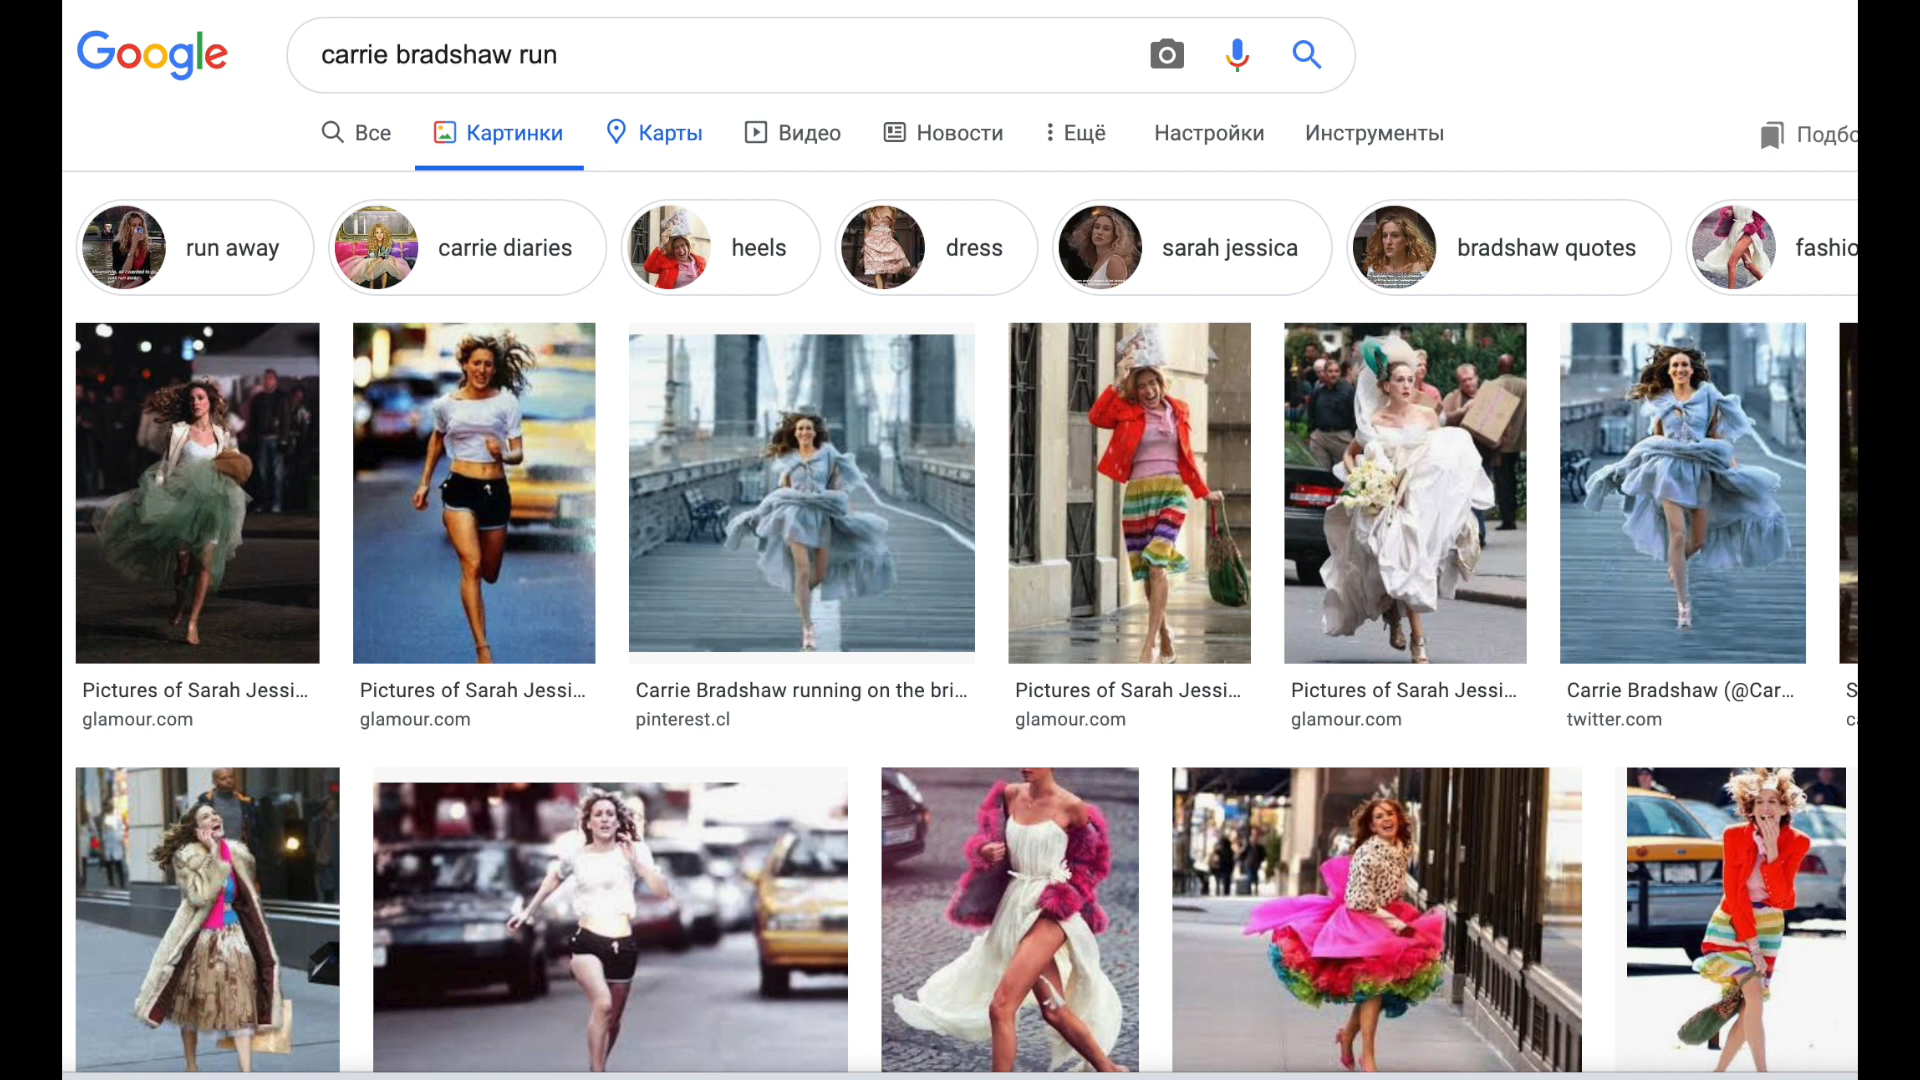 Google
carrie bradshaw run
Все Картинки Карты Видео Новости Ещё Настройки Инструменты Подбо
run away carrie diaries heels dress sarah jessica bradshaw quotes fashio
Pictures of Sarah Jessi... Pictures of Sarah Jessi... Carrie Bradshaw running on the bri... Pictures of Sarah Jessi... Pictures of Sarah Jessi... Carrie Bradshaw (@Car... S
glamour.com glamour.com pinterest.cl glamour.com glamour.com twitter.com c